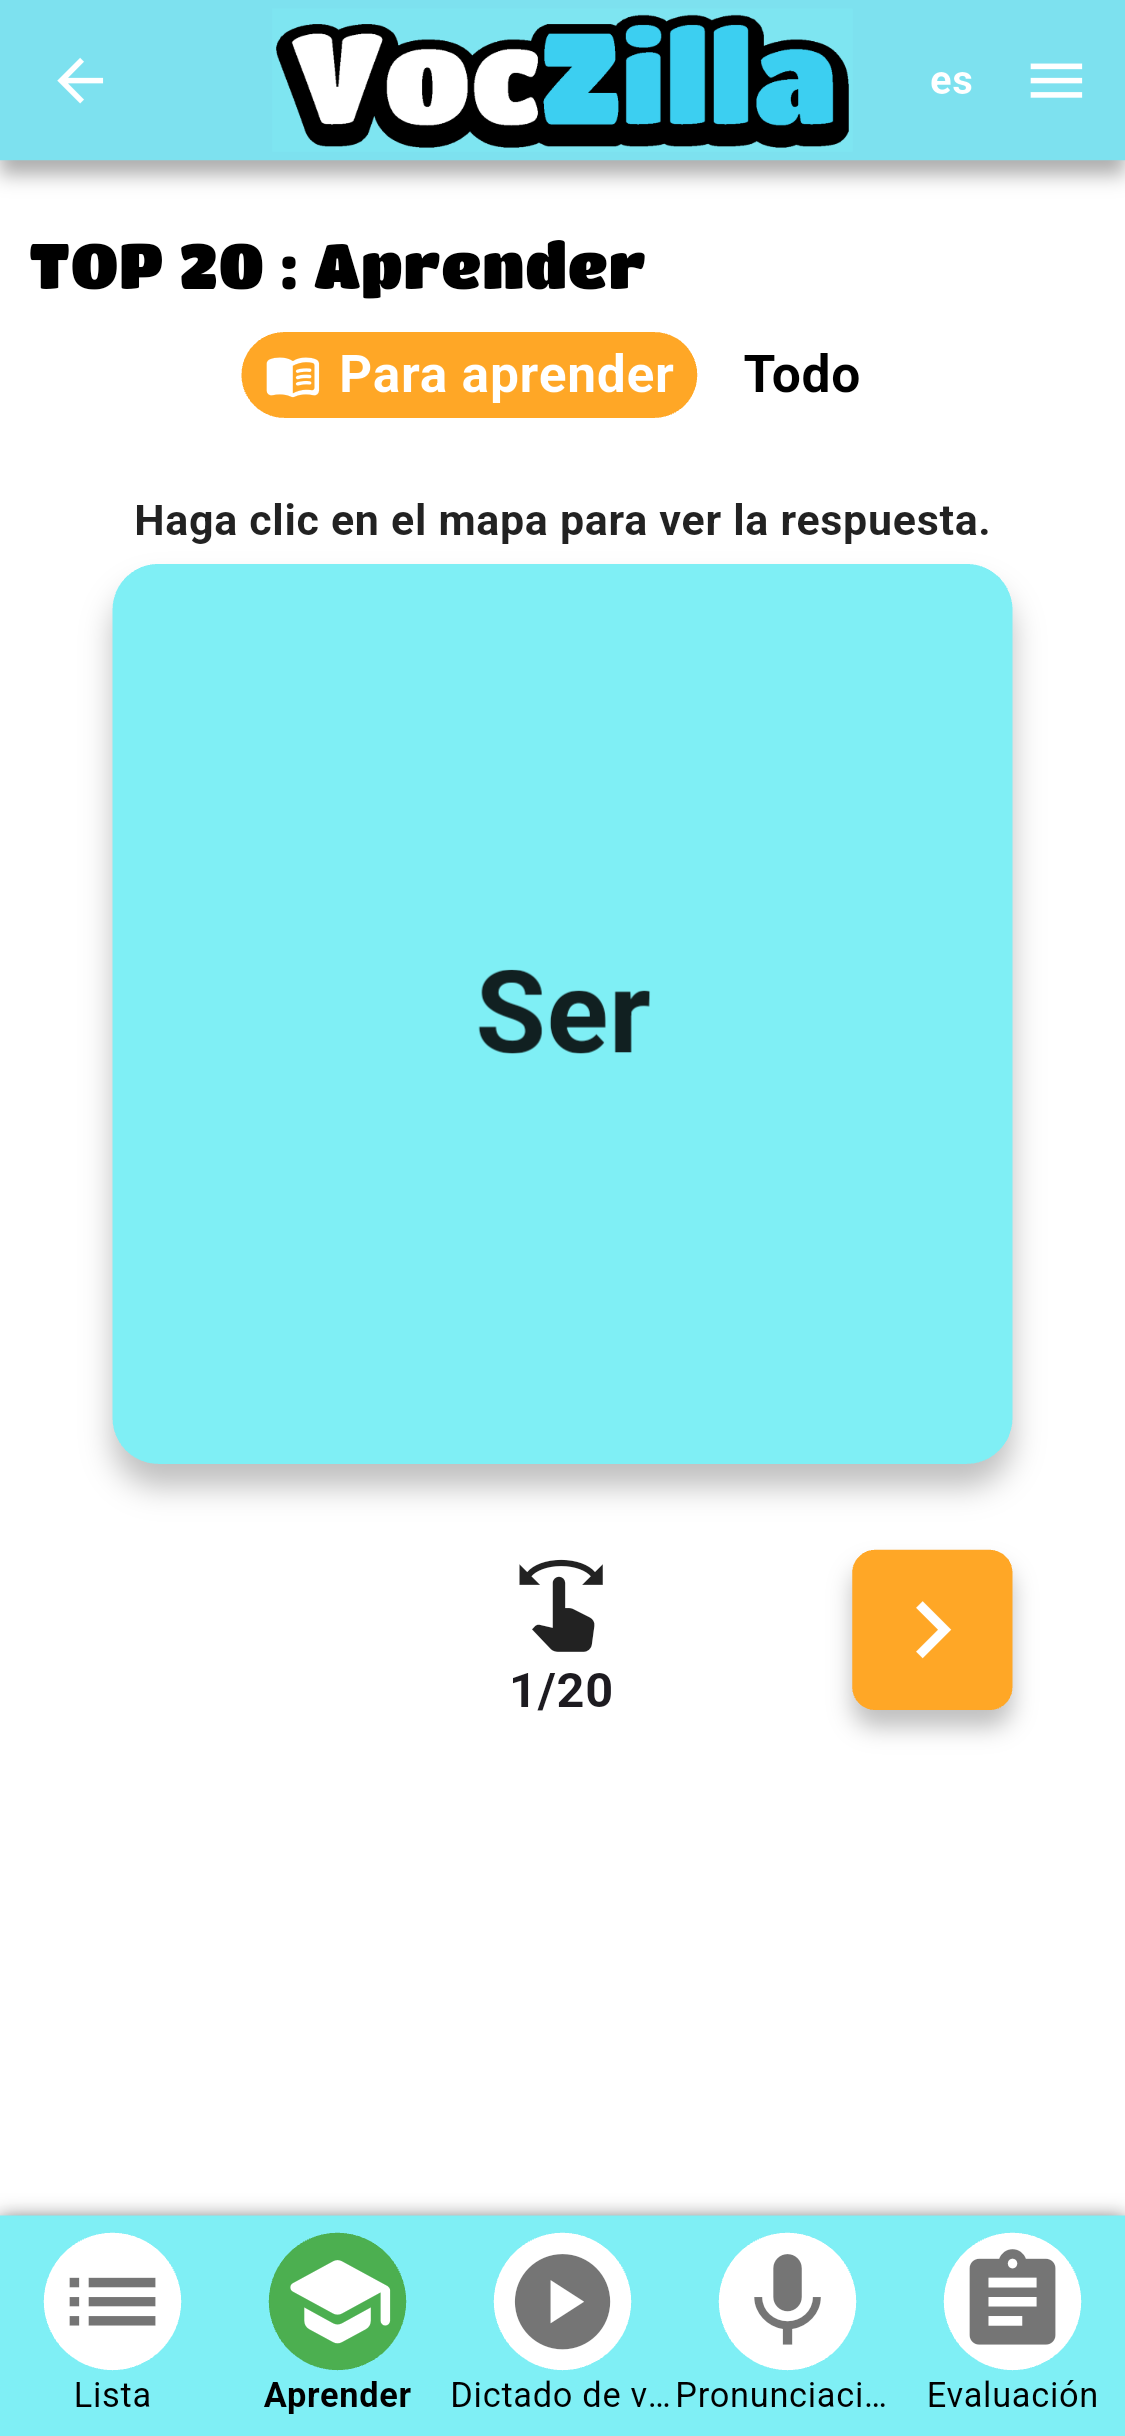 VocZilla
es
TOP 20 : Aprender
Para aprender
Todo
Haga clic en el mapa para ver la respuesta.
Ser
1/20
Lista
Aprender
Dictado de v...
Pronunciaci...
Evaluación